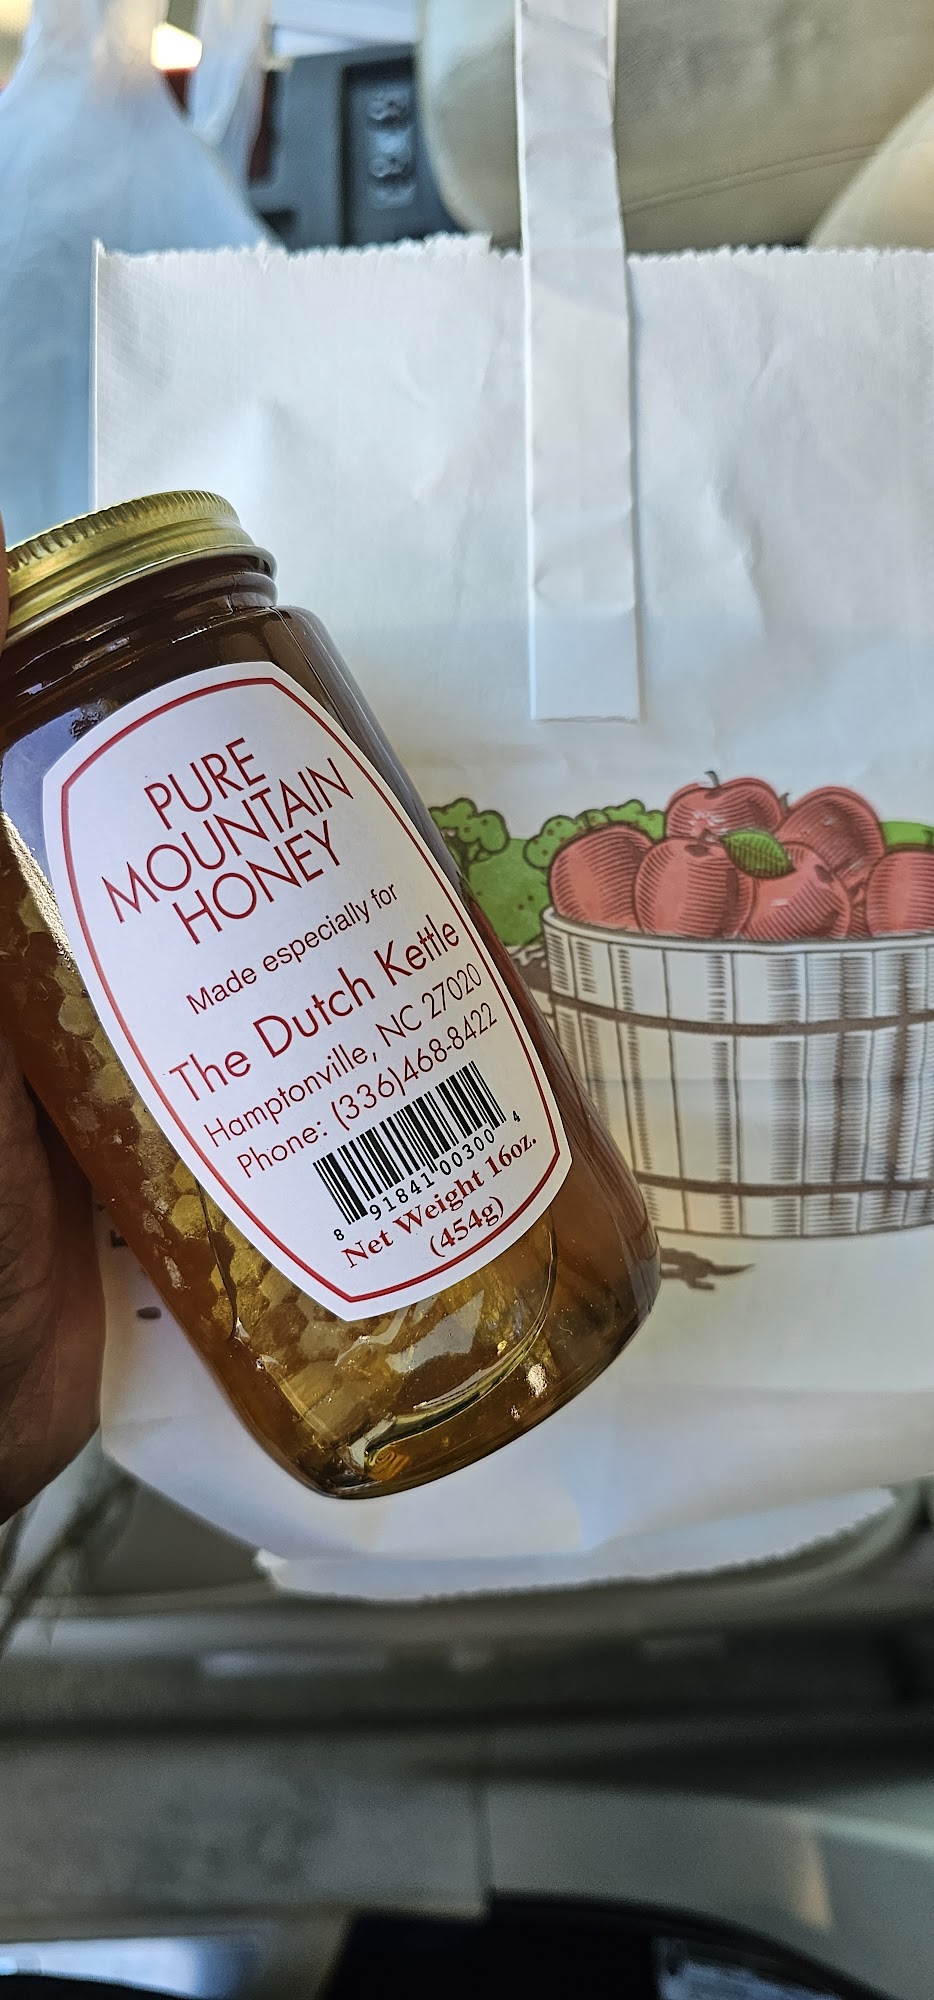 PURE
MOUNTAIN
HONEY
Made especially for
The Dutch Kettle
Hamptonville, NC 27020
Phone: (336)468-8422
8 91841 00300 4
Net Weight 16oz.
(454g)